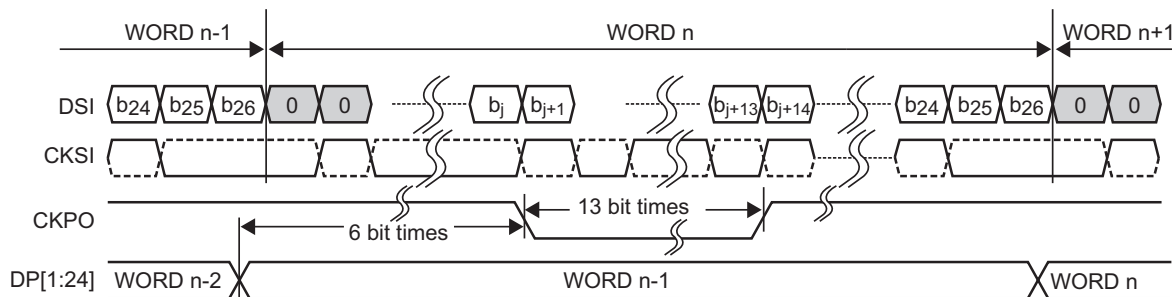 WORD n-1 WORD n WORD n+1
DSI b24 b25 b26 0 0 bj bj+1 bj+13 bj+14 b24 b25 b26 0 0
CKSI
CKPO 6 bit times 13 bit times
DP[1:24] WORD n-2 WORD n-1 WORD n